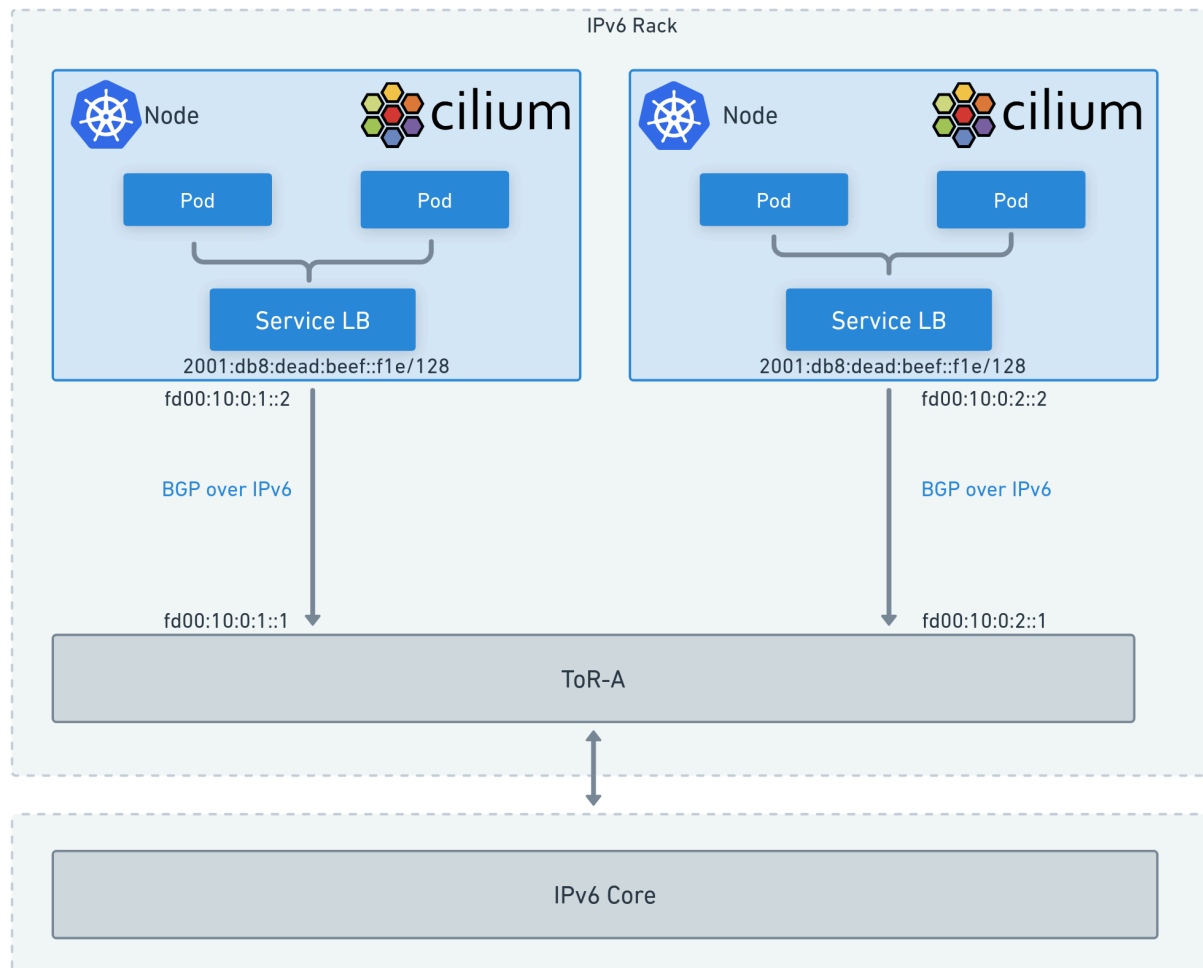 IPv6 Rack
Node
cilium
Node
cilium
Pod
Pod
Pod
Pod
Service LB
Service LB
2001:db8:dead:beef::f1e/128
2001:db8:dead:beef::f1e/128
fd00:10:0:1::2
fd00:10:0:2::2
BGP over IPv6
BGP over IPv6
fd00:10:0:1::1
fd00:10:0:2::1
ToR-A
IPv6 Core